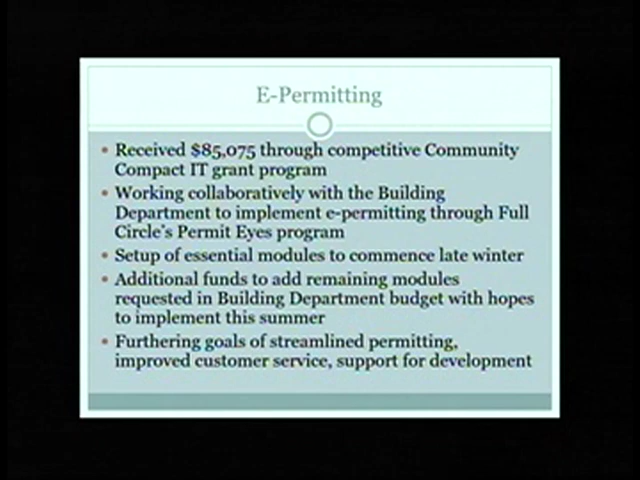 E-Permitting
• Received $85,075 through competitive Community
Compact IT grant program
• Working collaboratively with the Building
Department to implement e-permitting through Full
Circle's Permit Eyes program
• Setup of essential modules to commence late winter
• Additional funds to add remaining modules
requested in Building Department budget with hopes
to implement this summer
• Furthering goals of streamlined permitting,
improved customer service, support for development